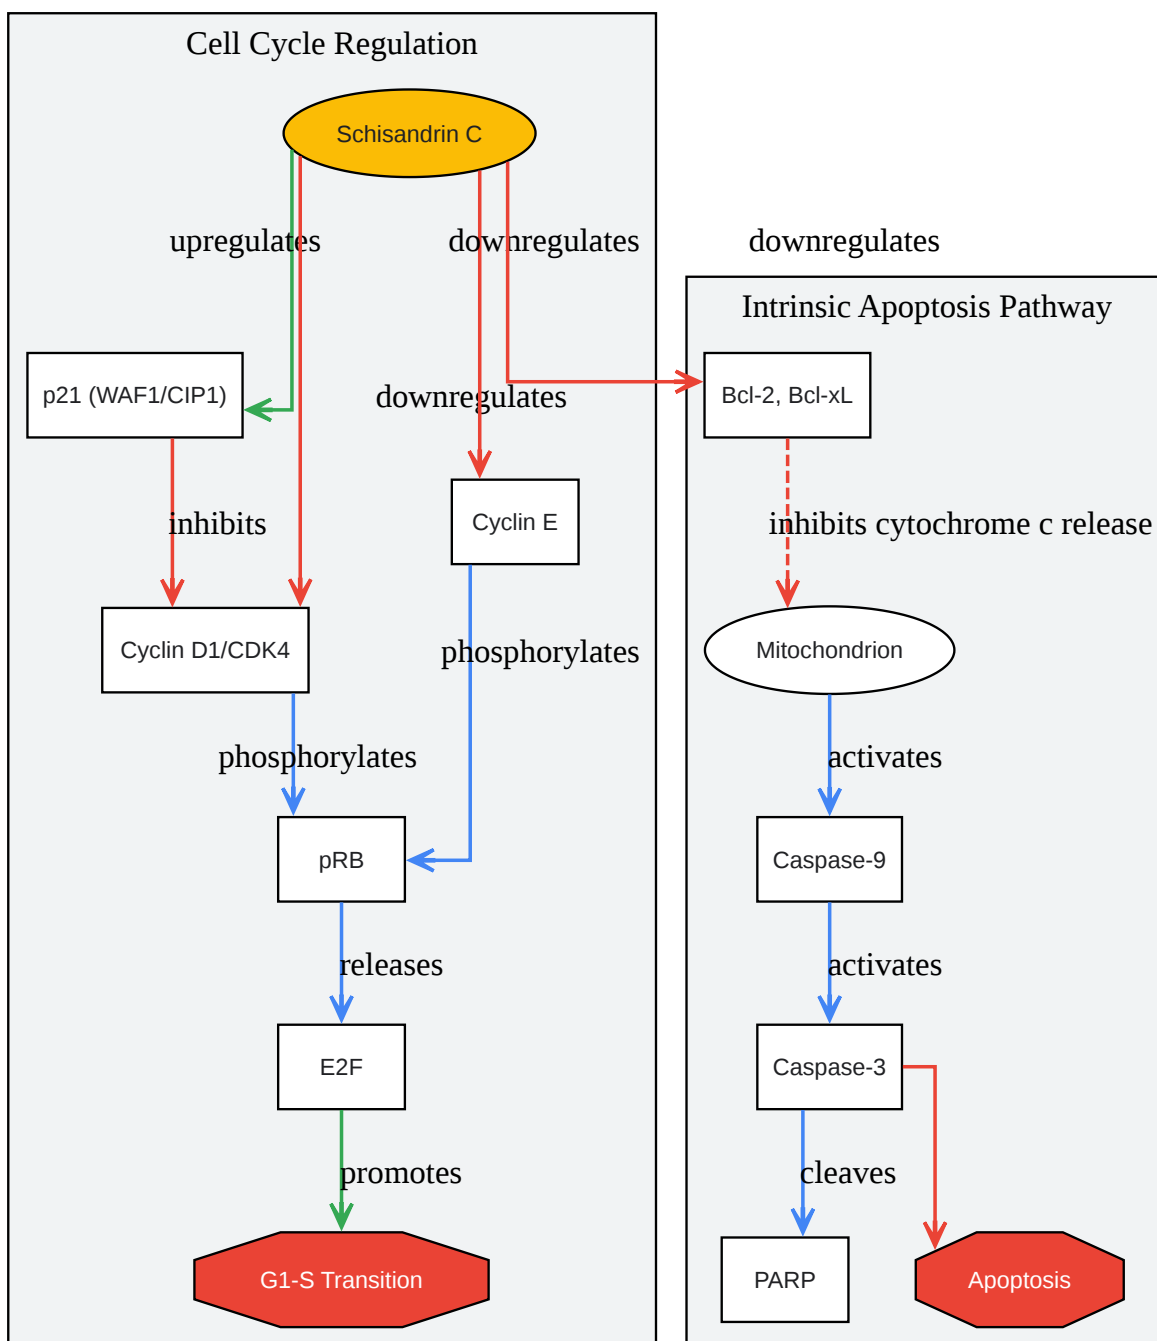 Cell Cycle Regulation
Schisandrin C
upregulates
downregulates
downregulates
Intrinsic Apoptosis Pathway
p21 (WAF1/CIP1)
downregulates
Bcl-2, Bcl-xL
inhibits
Cyclin E
inhibits cytochrome c release
Cyclin D1/CDK4
phosphorylates
Mitochondrion
phosphorylates
activates
pRB
Caspase-9
releases
activates
E2F
Caspase-3
promotes
cleaves
G1-S Transition
PARP
Apoptosis